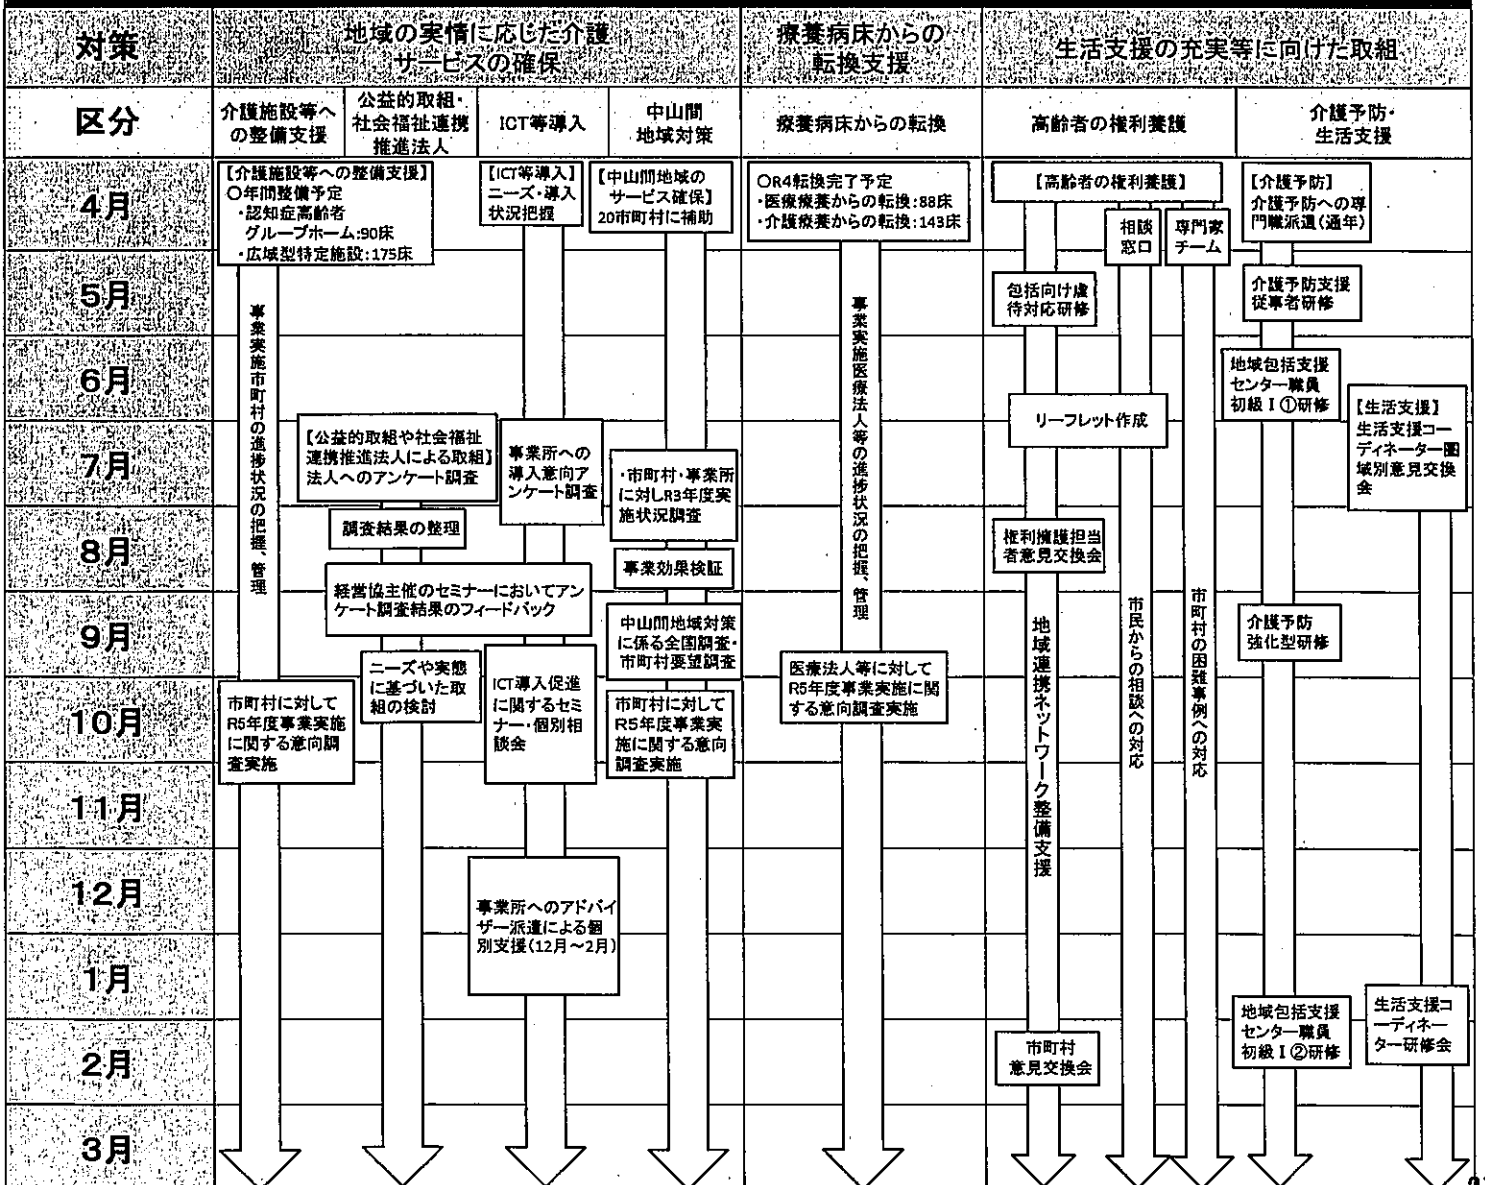 対策
地域の実情に応じた介護
サービスの確保
療養病床からの
転換支援
生活支援の充実等に向けた取組
区分
介護施設等へ
の整備支援
公益的取組・
社会福祉連携
推進法人
ICT等導入
中山間
地域対策
療養病床からの転換
高齢者の権利養護
介護予防・
生活支援
4月
5月
6月
7月
8月
9月
10月
11月
12月
1月
2月
3月
【介護施設等への整備支援】
○年間整備予定
・認知症高齢者
グループホーム:90床
・広域型特定施設:175床
事業実施市町村の進捗状況の把握、管理
市町村に対して
R5年度事業実施
に関する意向調
査実施
【公益的取組や社会福祉
連携推進法人による取組】
法人へのアンケート調査
調査結果の整理
経営協主催のセミナーにおいてアン
ケート調査結果のフィードバック
ニーズや実態
に基づいた取
組の検討
【ICT等導入】
ニーズ・導入
状況把握
事業所への
導入意向ア
ンケート調査
ICT導入促進
に関するセミ
ナー・個別相
談会
事業所へのアドバイ
ザー派遣による個
別支援(12月～2月)
【中山間地域の
サービス確保】
20市町村に補助
・市町村・事業所
に対しR3年度実
施状況調査
事業効果検証
中山間地域対策
に係る全国調査・
市町村要望調査
市町村に対して
R5年度事業実
施に関する意向
調査実施
○R4転換完了予定
・医療療養からの転換:88床
・介護療養からの転換:143床
事業実施医療法人等の進捗状況の把握、管理
医療法人等に対して
R5年度事業実施に関
する意向調査実施
【高齢者の権利養護】
相談
窓口
専門家
チーム
包括向け虐
待対応研修
リーフレット作成
権利擁護担当
者意見交換会
地域連携ネットワーク整備支援
市民からの相談への対応
市町村の困難事例への対応
市町村
意見交換会
【介護予防】
介護予防への専
門職派遣(通年)
介護予防支援
従事者研修
地域包括支援
センター職員
初級Ⅰ①研修
介護予防
強化型研修
地域包括支援
センター職員
初級Ⅰ②研修
【生活支援】
生活支援コー
ディネーター圏
域別意見交換
会
生活支援コ
ーディネー
ター研修会